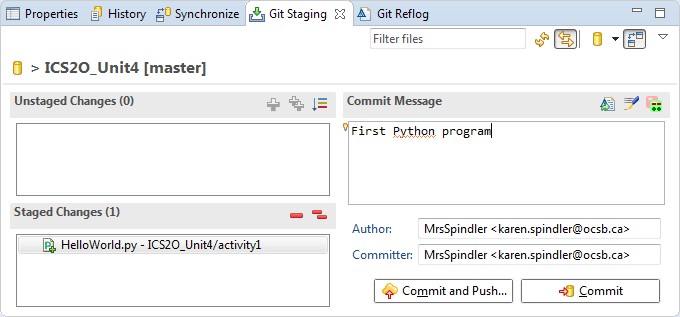 Properties History Synchronize Git Staging Git Reflog
Filter files
> ICS2O_Unit4 [master]
Unstaged Changes (0)
Commit Message
First Python program
Staged Changes (1)
HelloWorld.py - ICS2O_Unit4/activity1
Author: MrsSpindler <karen.spindler@ocsb.ca>
Committer: MrsSpindler <karen.spindler@ocsb.ca>
Commit and Push... Commit